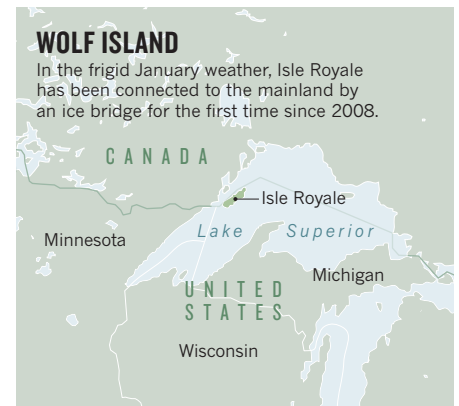 WOLF ISLAND
In the frigid January weather, Isle Royale
has been connected to the mainland by
an ice bridge for the first time since 2008.
CANADA
Isle Royale
Lake Superior
Minnesota
Michigan
UNITED
STATES
Wisconsin